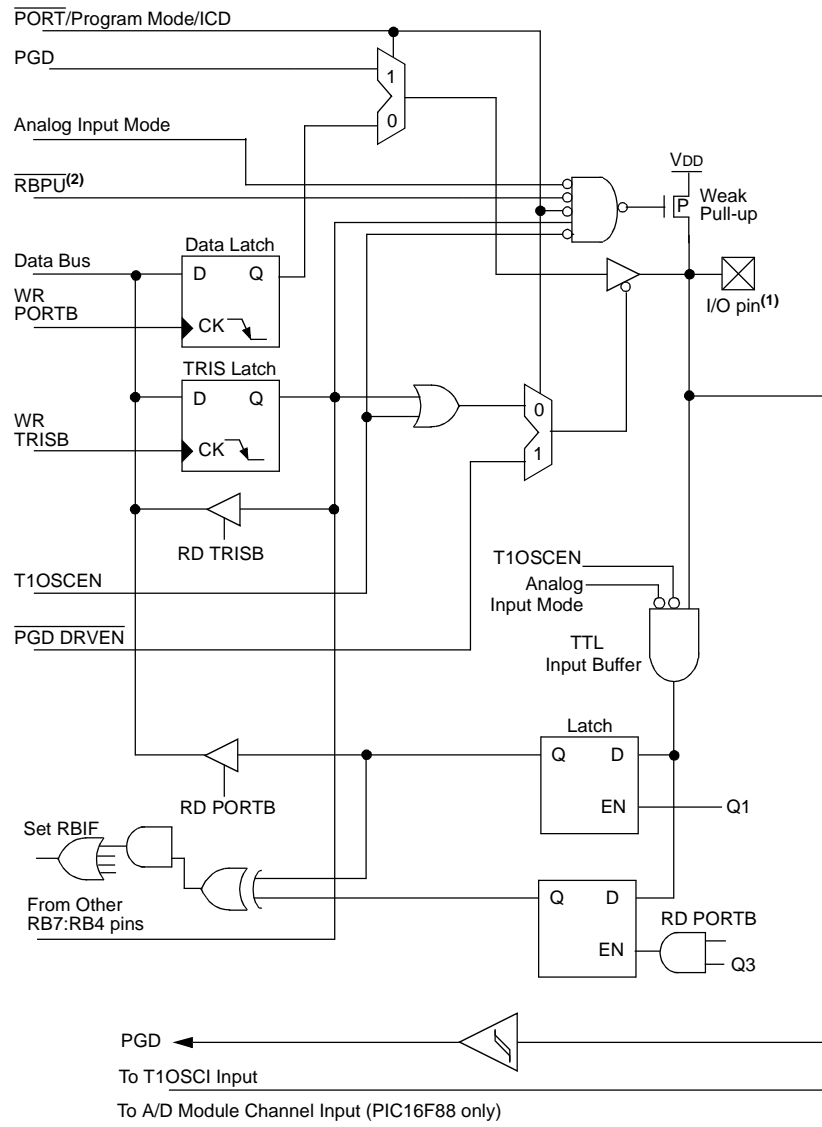 PORT/Program Mode/ICD
PGD
1
0
Analog Input Mode
RBPU(2)
VDD
P
Weak
Pull-up
Data Latch
Data Bus
D Q
WR
PORTB
CK
I/O pin(1)
TRIS Latch
D Q
WR
TRISB
CK
0
1
RD TRISB
T1OSCEN
T1OSCEN
Analog
Input Mode
PGD DRVEN
TTL
Input Buffer
Latch
Q D
EN
Q1
RD PORTB
Set RBIF
From Other
RB7:RB4 pins
Q D
EN
RD PORTB
Q3
PGD
To T1OSCI Input
To A/D Module Channel Input (PIC16F88 only)